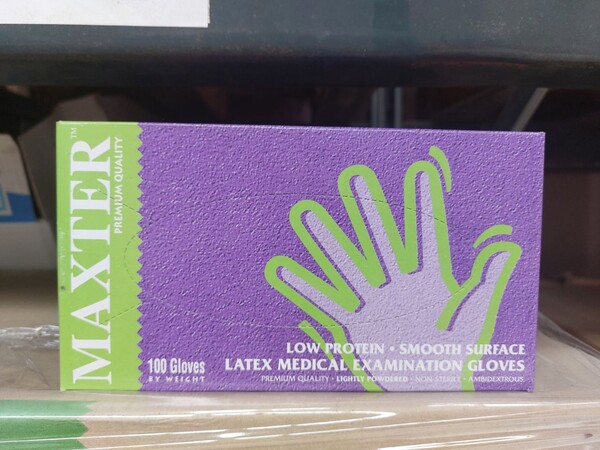 MAXTER™
PREMIUM QUALITY
100 Gloves
BY WEIGHT
LOW PROTEIN • SMOOTH SURFACE
LATEX MEDICAL EXAMINATION GLOVES
PREMIUM QUALITY • LIGHTLY POWDERED • NON-STERILE • AMBIDEXTROUS